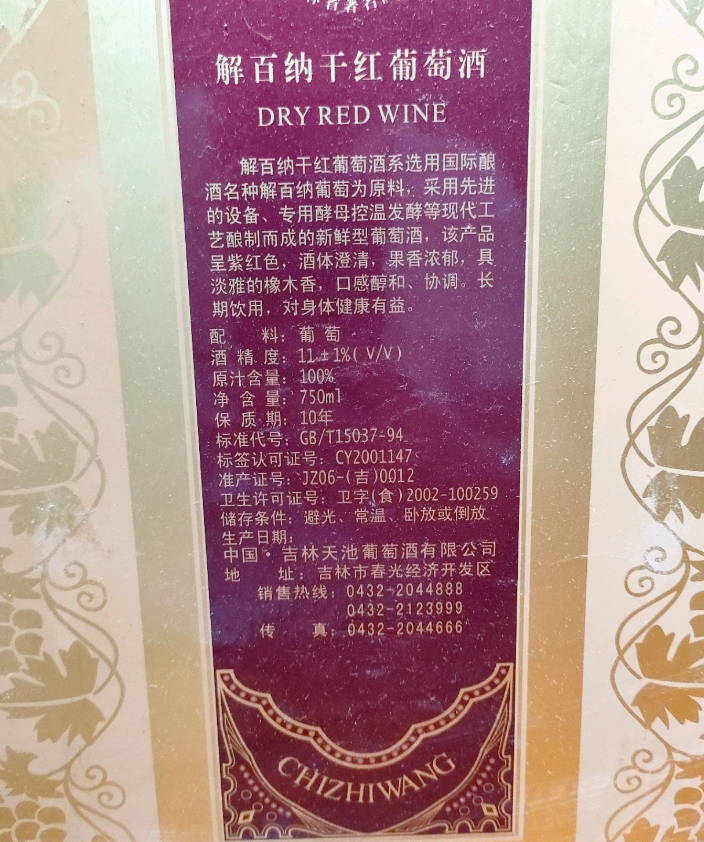 解百纳干红葡萄酒
DRY RED WINE
解百纳干红葡萄酒系选用国际酿
酒名种解百纳葡萄为原料，采用先进
的设备、专用酵母控温发酵等现代工
艺酿制而成的新鲜型葡萄酒，该产品
呈紫红色，酒体澄清，果香浓郁，具
淡雅的橡木香，口感醇和、协调。长
期饮用，对身体健康有益。
配　　料：葡 萄
酒 精 度：11±1%(V/V)
原汁含量：100%
净 含 量：750ml
保 质 期：10年
标准代号：GB/T15037-94
标签认可证号：CY2001147
准产证号：JZ06-(吉)0012
卫生许可证号：卫字(食)2002-100259
储存条件：避光、常温、卧放或倒放
生产日期：
中国·吉林天池葡萄酒有限公司
地　　址：吉林市春光经济开发区
销售热线：0432-2044888
0432-2123999
传　　真：0432-2044666
CHIZHIWANG